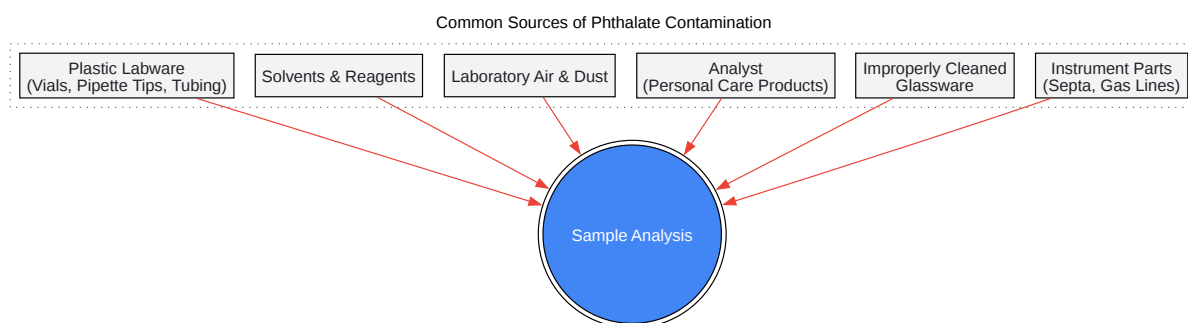 Common Sources of Phthalate Contamination
Plastic Labware
(Vials, Pipette Tips, Tubing)
Solvents & Reagents
Laboratory Air & Dust
Analyst
(Personal Care Products)
Improperly Cleaned
Glassware
Instrument Parts
(Septa, Gas Lines)
Sample Analysis